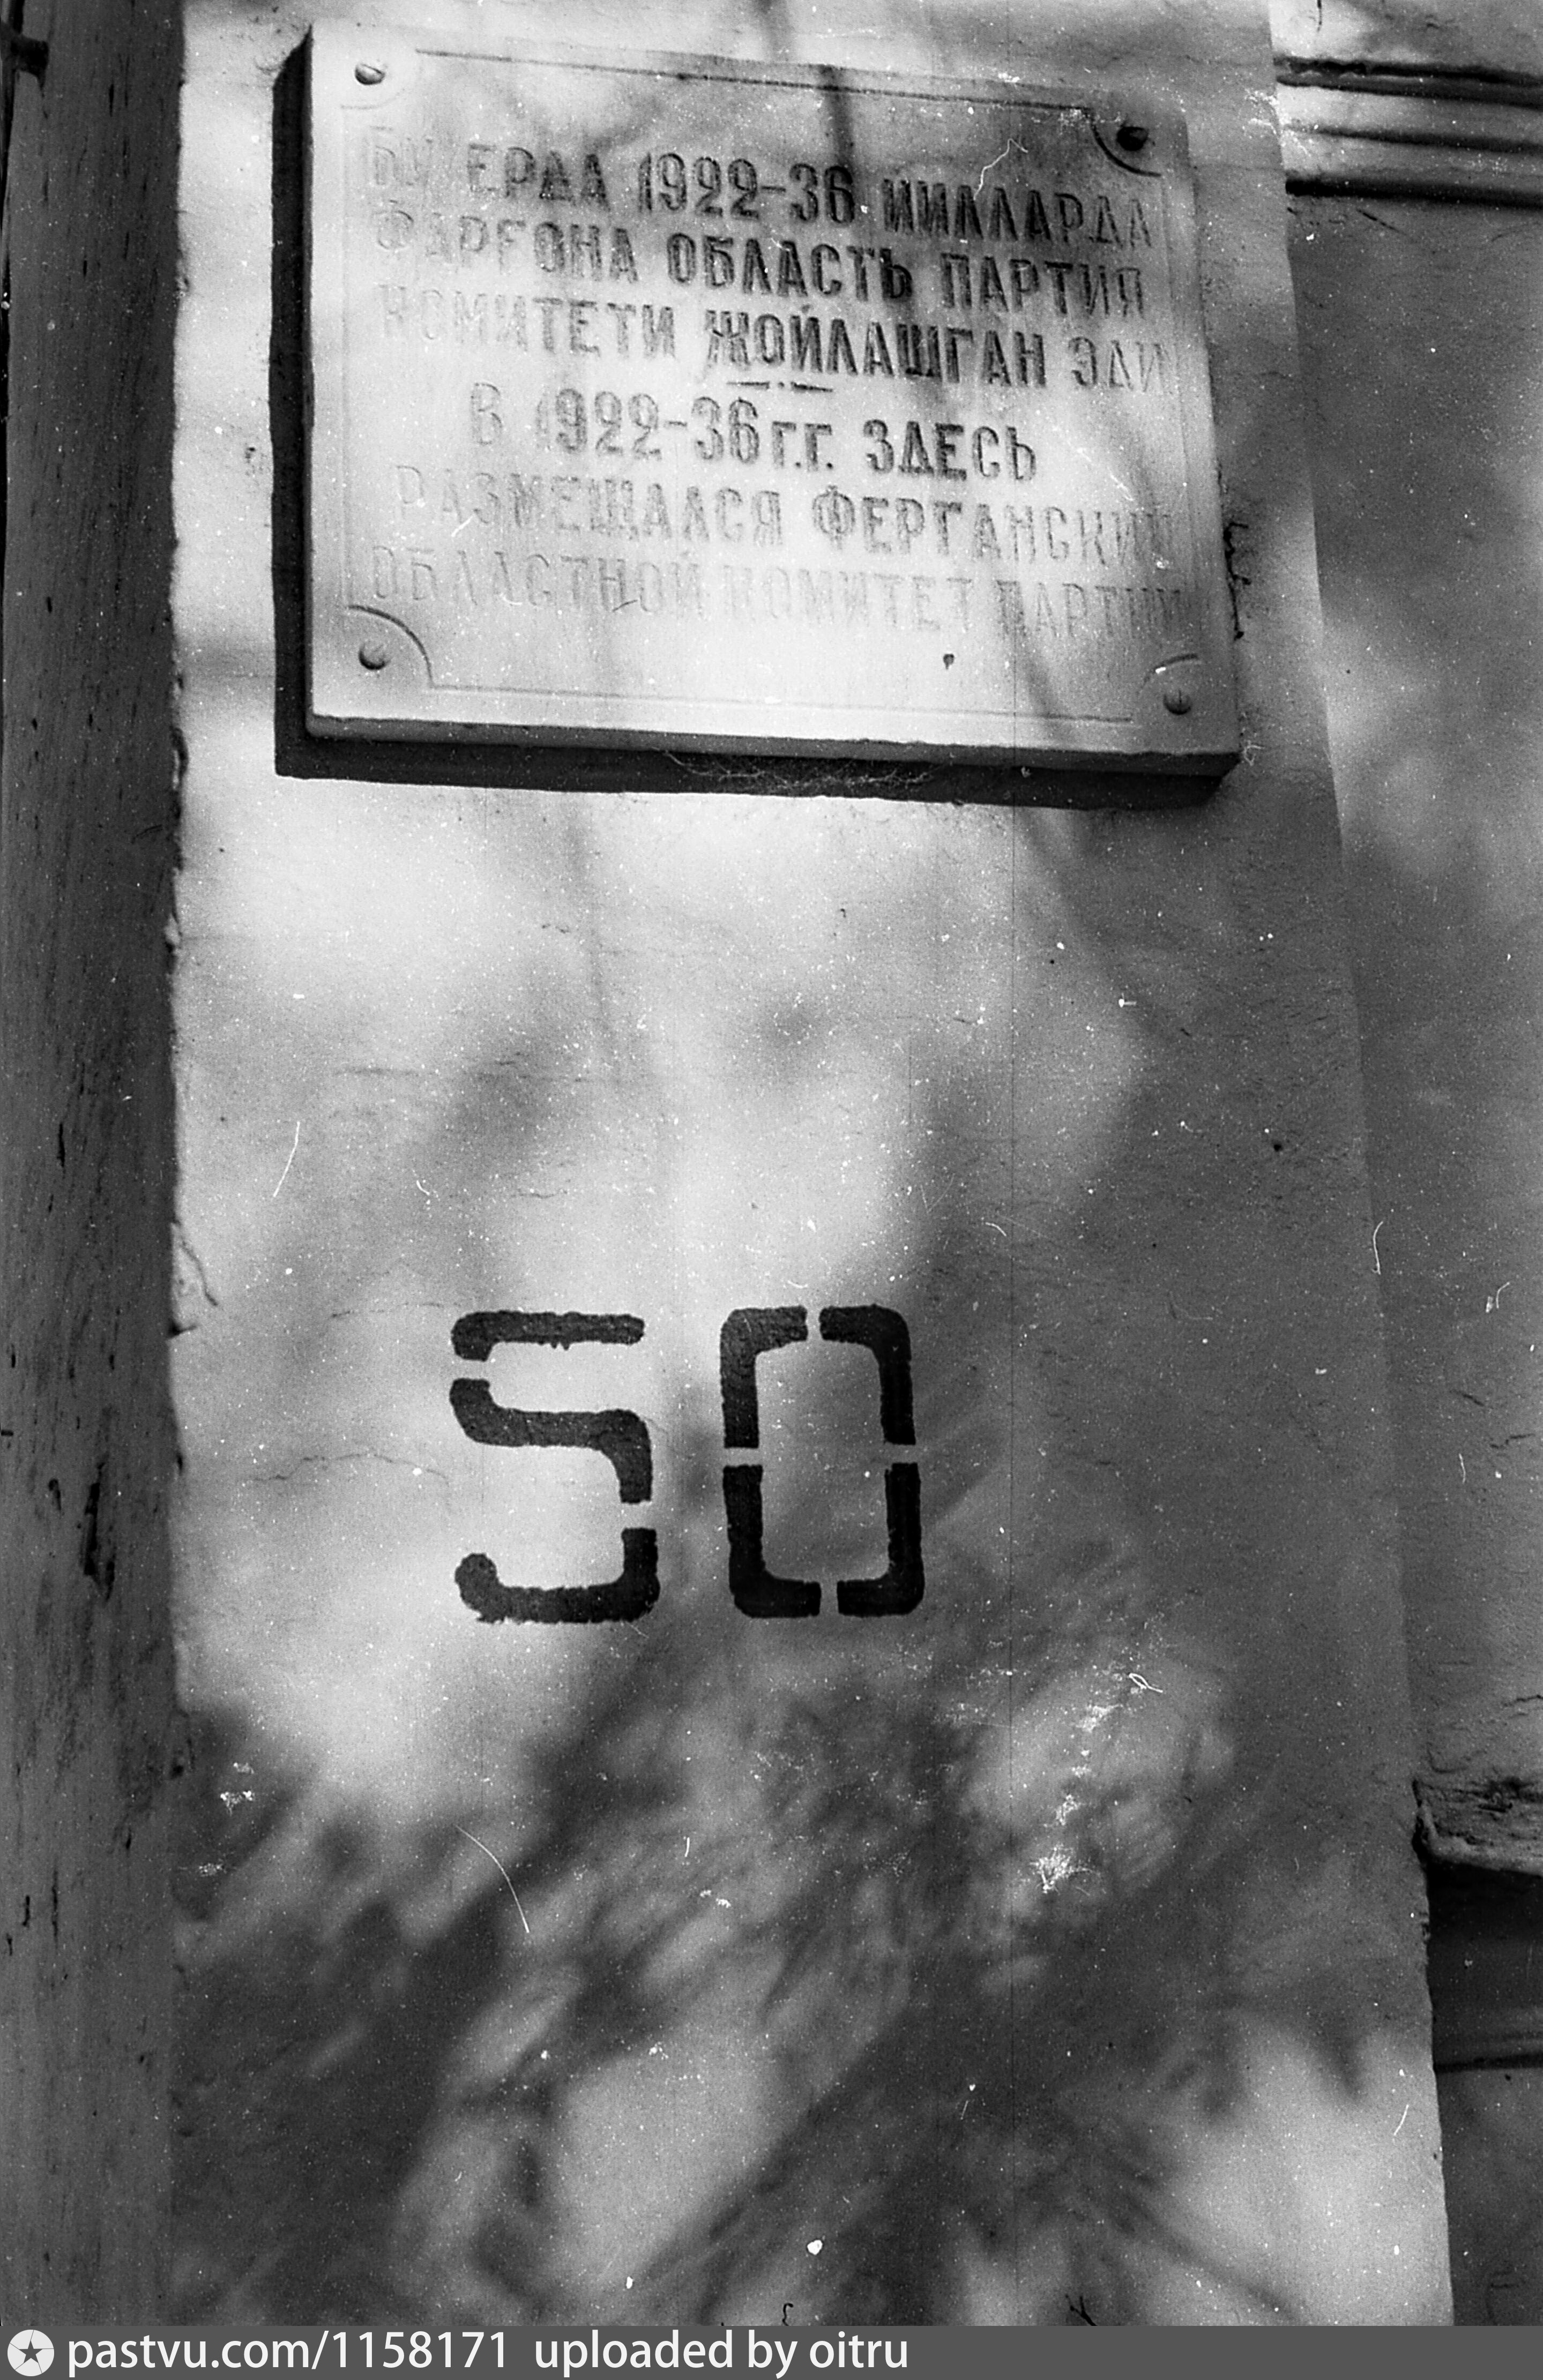 БУ ЕРДА 1922-36 ЙИЛЛАРДА
ФАРҒОНА ОБЛАСТЬ ПАРТИЯ
КОМИТЕТИ ЖОЙЛАШГАН ЭДИ
В 1922-36 г.г. ЗДЕСЬ
РАЗМЕЩАЛСЯ ФЕРГАНСКИЙ
ОБЛАСТНОЙ КОМИТЕТ ПАРТИИ
50
pastvu.com/1158171 uploaded by oitru